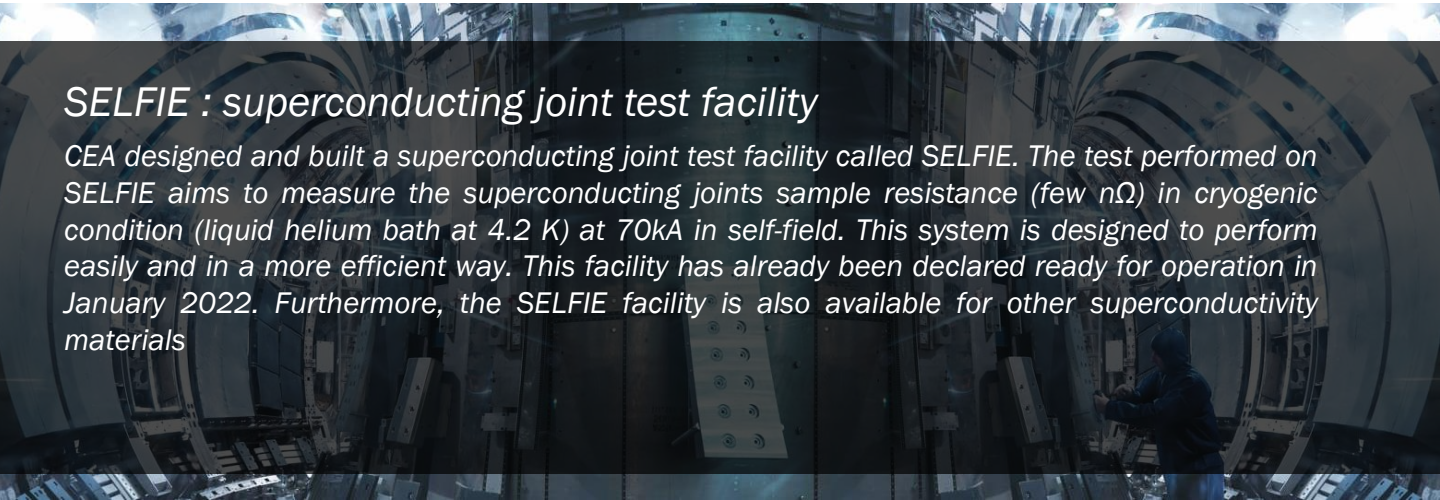 SELFIE : superconducting joint test facility
CEA designed and built a superconducting joint test facility called SELFIE. The test performed on
SELFIE aims to measure the superconducting joints sample resistance (few nΩ) in cryogenic
condition (liquid helium bath at 4.2 K) at 70kA in self-field. This system is designed to perform
easily and in a more efficient way. This facility has already been declared ready for operation in
January 2022. Furthermore, the SELFIE facility is also available for other superconductivity
materials